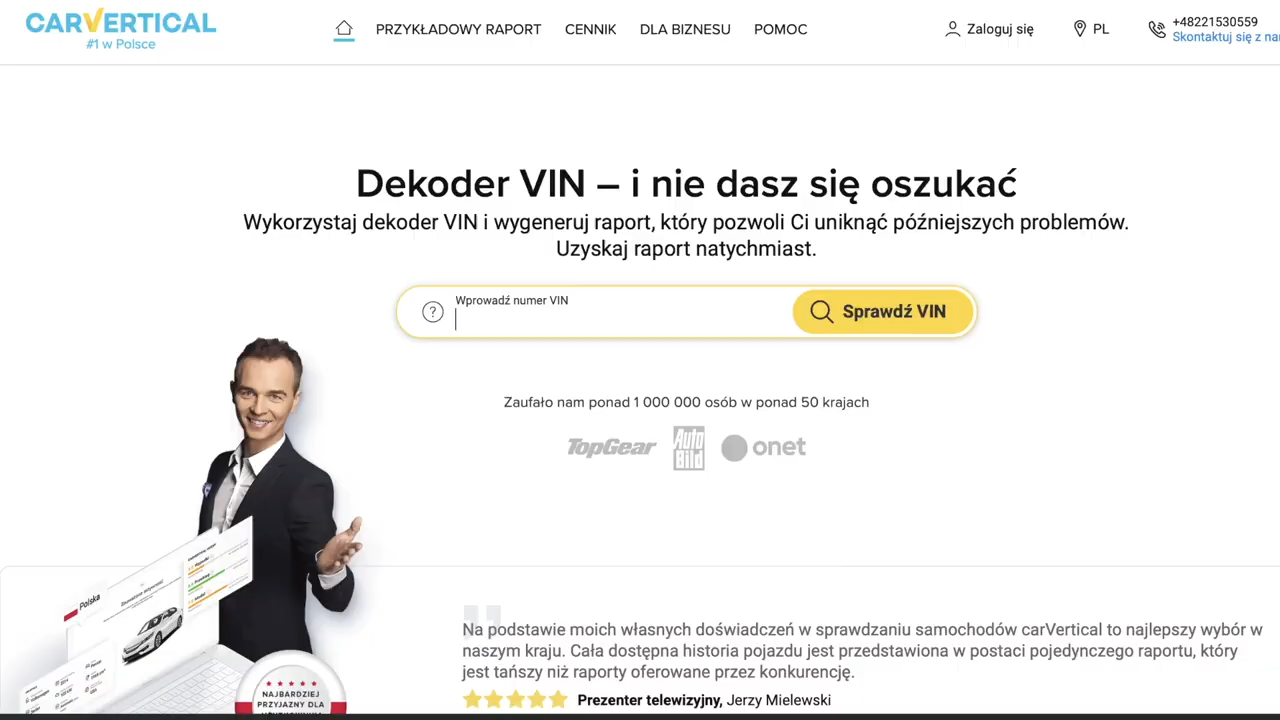 CARVERTICAL
#1 w Polsce
PRZYKŁADOWY RAPORT
CENNIK
DLA BIZNESU
POMOC
Zaloguj się
PL
+48221530559
Skontaktuj się z
Dekoder VIN – i nie dasz się oszukać
Wykorzystaj dekoder VIN i wygeneruj raport, który pozwoli Ci uniknąć późniejszych problemów.
Uzyskaj raport natychmiast.
?
Wprowadź numer VIN
Sprawdź VIN
Zaufało nam ponad 1 000 000 osób w ponad 50 krajach
TopGear
Auto Bild
onet
Polska
Na podstawie moich własnych doświadczeń w sprawdzaniu samochodów carVertical to najlepszy wybór w
naszym kraju. Cała dostępna historia pojazdu jest przedstawiona w postaci pojedynczego raportu, który
jest tańszy niż raporty oferowane przez konkurencję.
Prezenter telewizyjny, Jerzy Mielewski
NAJBARDZIEJ
PRZYJAZNY DLA